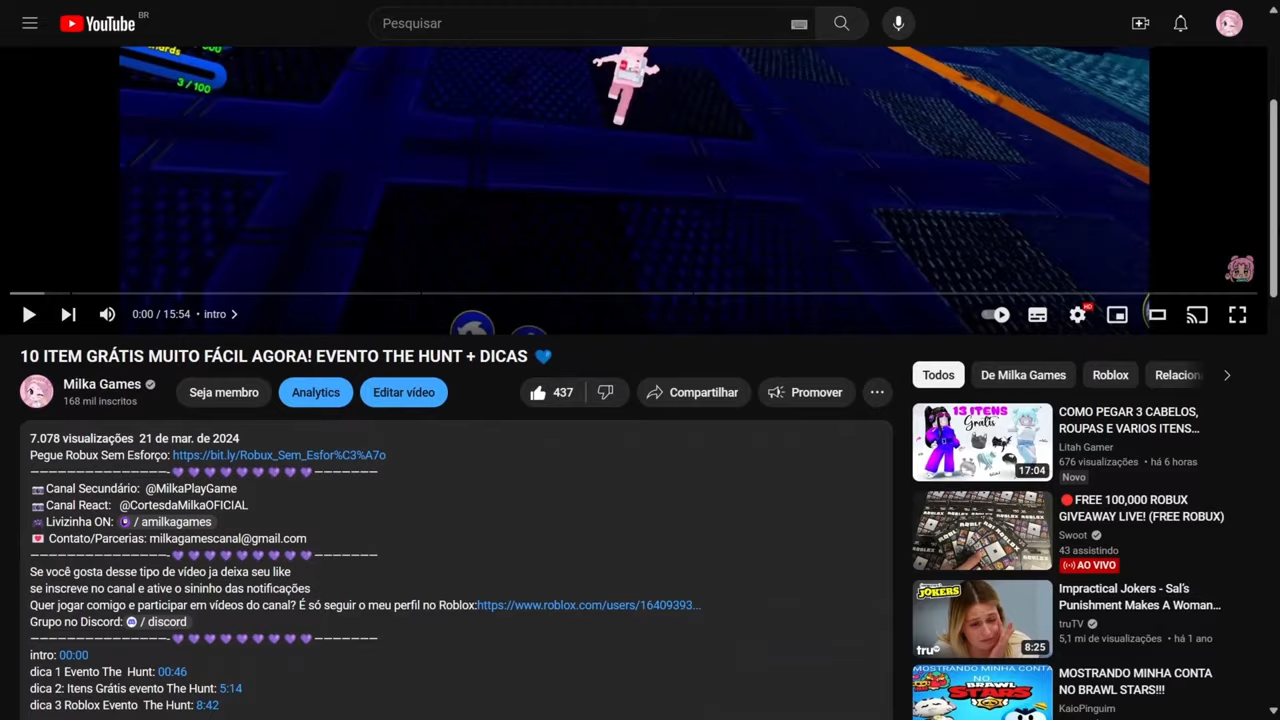 YouTube BR
Pesquisar
3/100
HD
0:00 / 15:54 • intro
10 ITEM GRÁTIS MUITO FÁCIL AGORA! EVENTO THE HUNT + DICAS 💙
Milka Games
168 mil inscritos
Seja membro
Analytics
Editar vídeo
437
Compartilhar
Promover
7.078 visualizações 21 de mar. de 2024
Pegue Robux Sem Esforço: https://bit.ly/Robux_Sem_Esfor%C3%A7o
———————————————-💜💜💜💜💜💜💜💜-———————
Canal Secundário: @MilkaPlayGame
Canal React: @CortesdaMilkaOFICIAL
Livizinha ON: / amilkagames
💌 Contato/Parcerias: milkagamescanal@gmail.com
———————————————-💜💜💜💜💜💜💜💜-———————
Se você gosta desse tipo de vídeo ja deixa seu like
se inscreve no canal e ative o sininho das notificações
Quer jogar comigo e participar em vídeos do canal? É só seguir o meu perfil no Roblox:https://www.roblox.com/users/16409393...
Grupo no Discord: / discord
———————————————-💜💜💜💜💜💜💜💜-———————
intro: 00:00
dica 1 Evento The Hunt: 00:46
dica 2: Itens Grátis evento The Hunt: 5:14
dica 3 Roblox Evento The Hunt: 8:42
Todos
De Milka Games
Roblox
Relacion
13 ITENS
Gratis
17:04
COMO PEGAR 3 CABELOS,
ROUPAS E VARIOS ITENS...
Litah Gamer
676 visualizações • há 6 horas
Novo
🔴FREE 100,000 ROBUX
GIVEAWAY LIVE! (FREE ROBUX)
Swoot
43 assistindo
AO VIVO
JOKERS
tru
8:25
Impractical Jokers - Sal's
Punishment Makes A Woman...
truTV
5,1 mi de visualizações • há 1 ano
MOSTRANDO MINHA CONTA
NO
BRAWL
STARS
MOSTRANDO MINHA CONTA
NO BRAWL STARS!!!
KaioPinguim